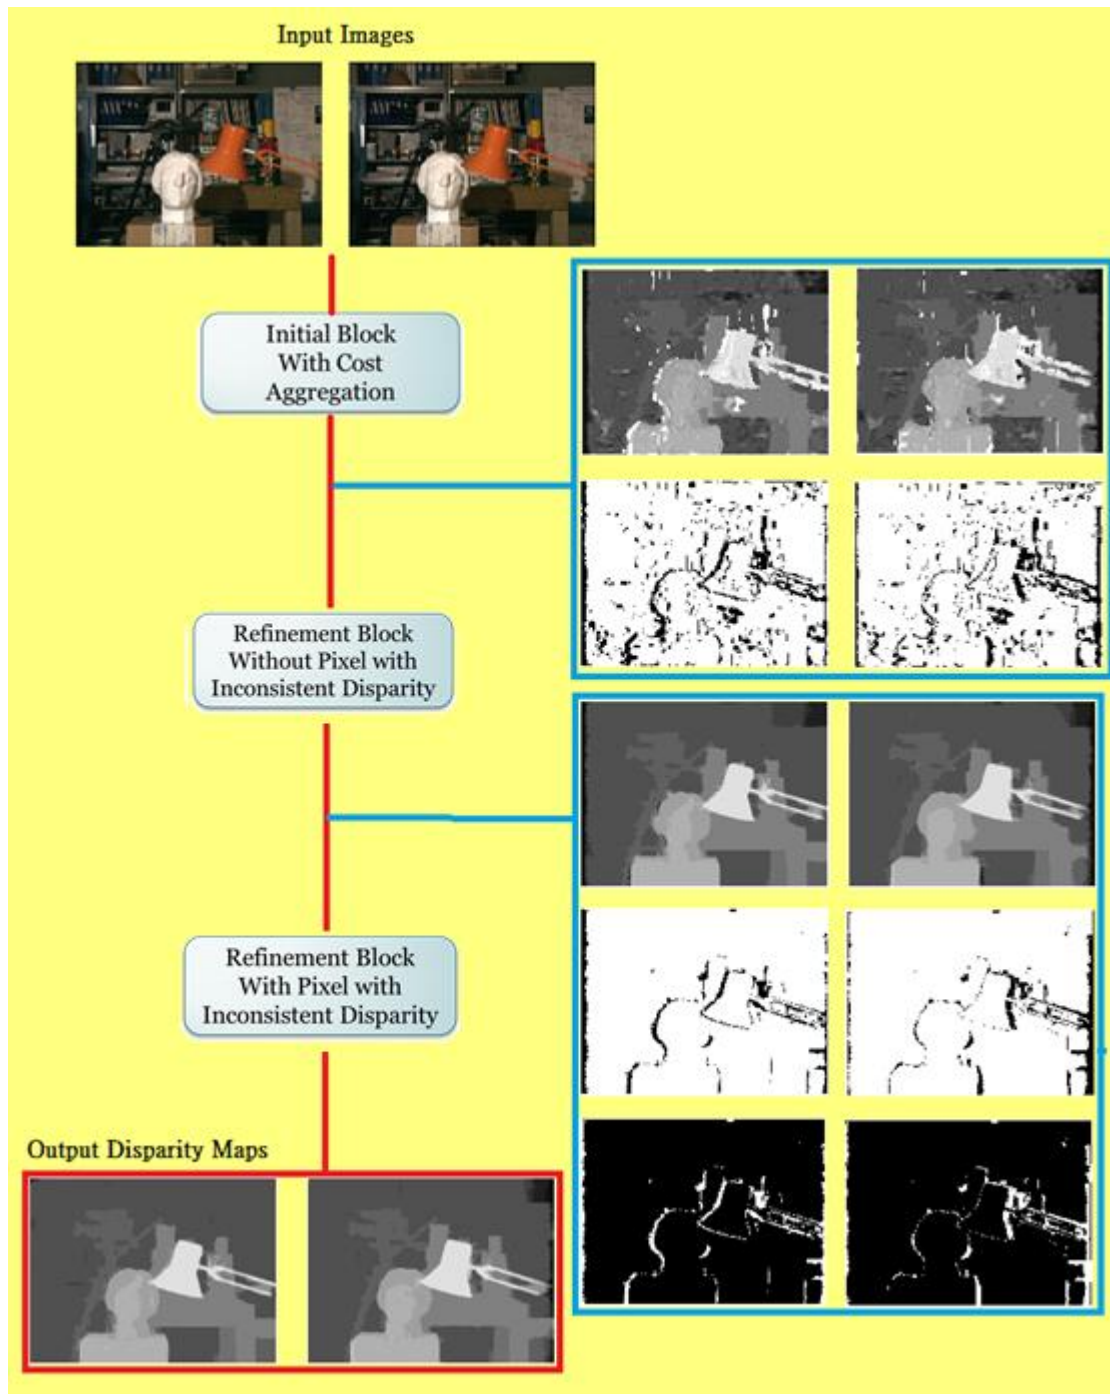 Input Images
Initial Block
With Cost
Aggregation
Refinement Block
Without Pixel with
Inconsistent Disparity
Refinement Block
With Pixel with
Inconsistent Disparity
Output Disparity Maps